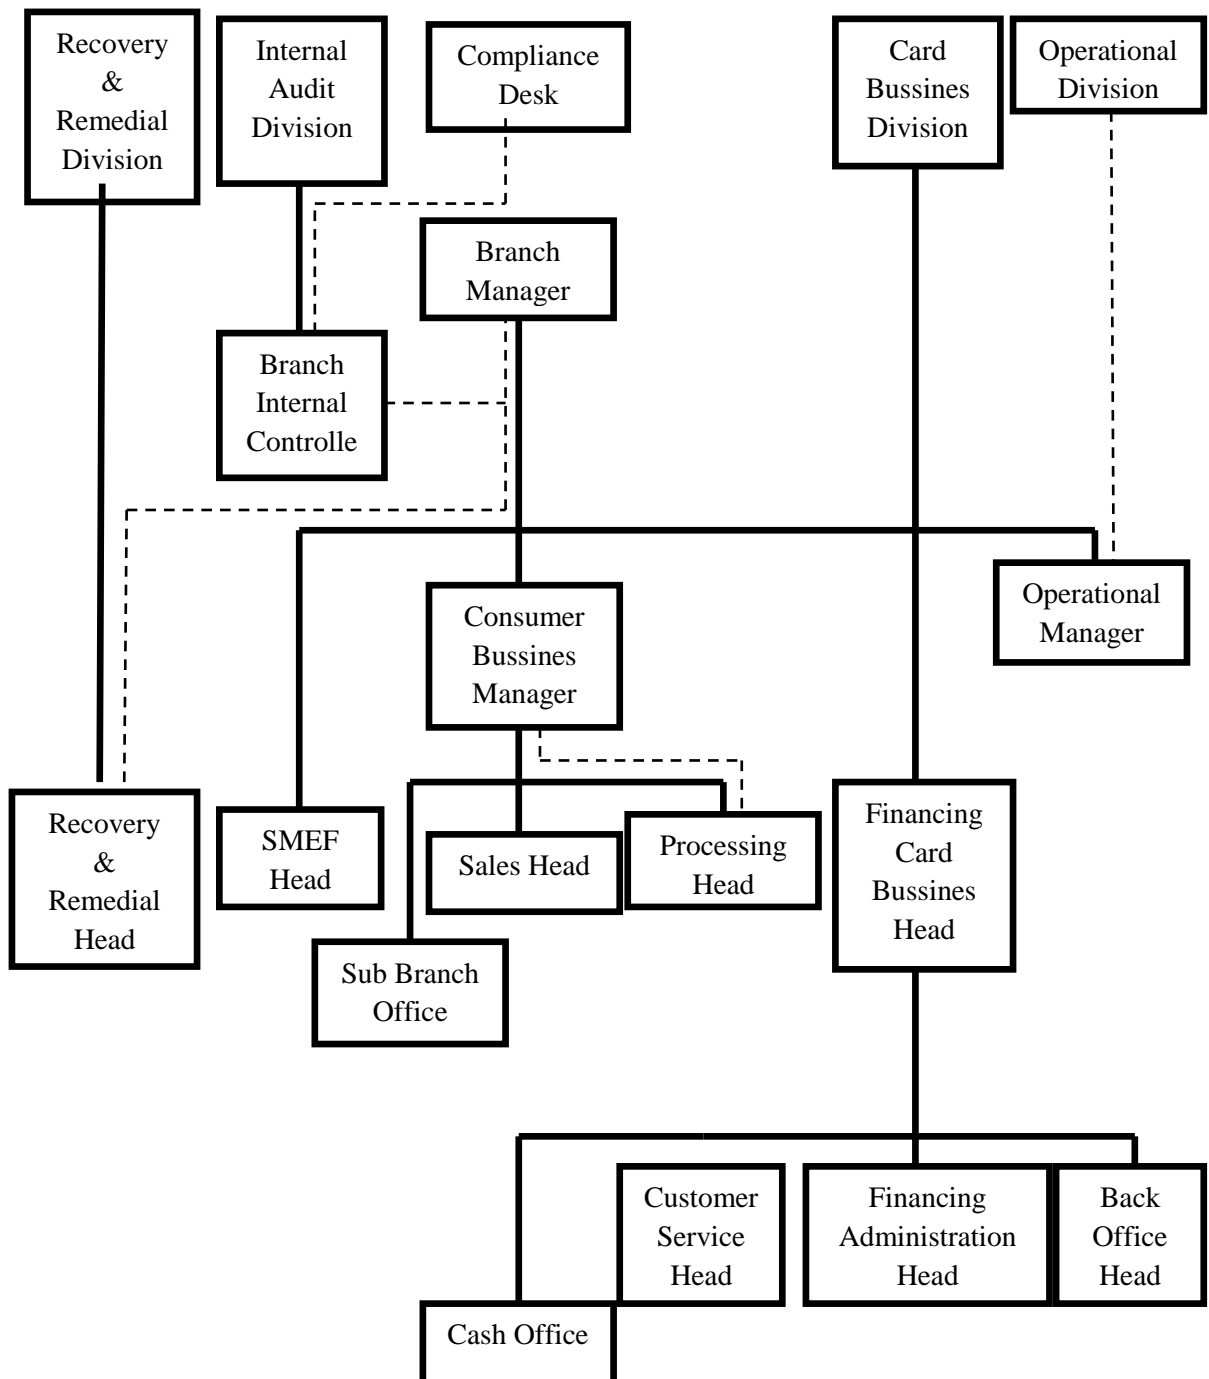 Recovery
&
Remedial
Division
Internal
Audit
Division
Compliance
Desk
Card
Bussines
Division
Operational
Division
Branch
Manager
Branch
Internal
Controlle
Consumer
Bussines
Manager
Operational
Manager
Recovery
&
Remedial
Head
SMEF
Head
Sales Head
Processing
Head
Financing
Card
Bussines
Head
Sub Branch
Office
Customer
Service
Head
Financing
Administration
Head
Back
Office
Head
Cash Office